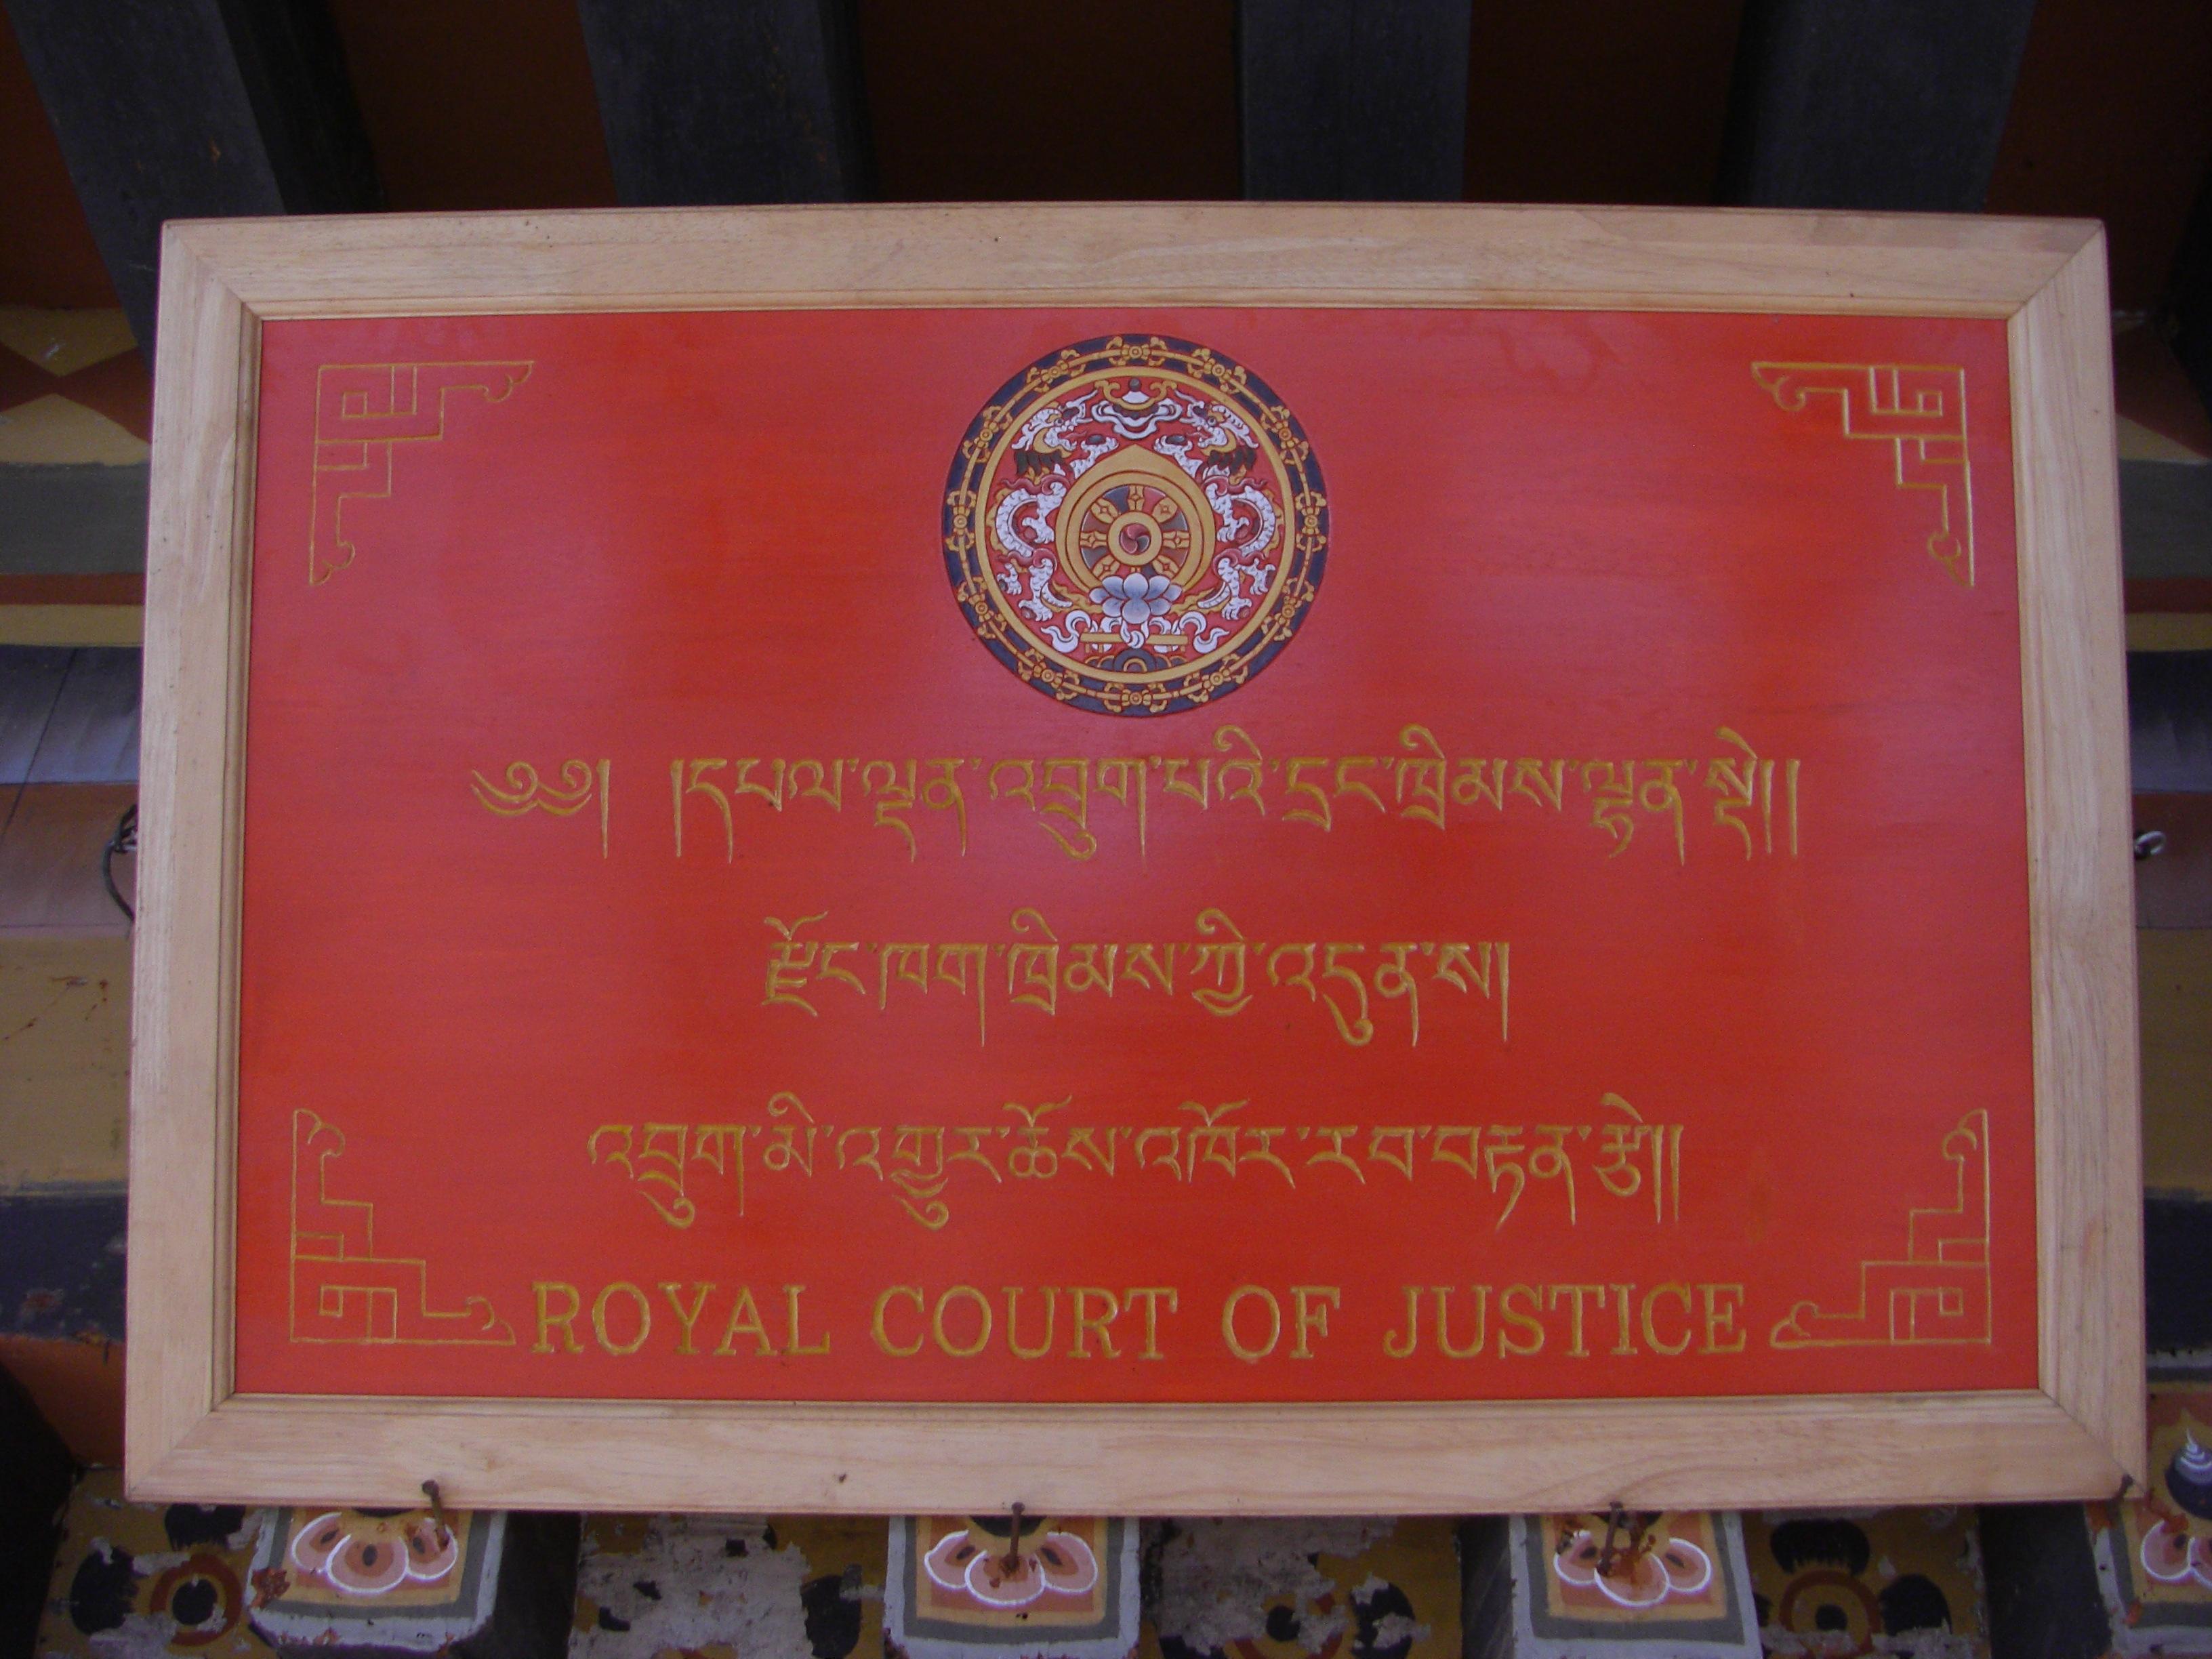 ༄༅། །དཔལ་ལྡན་འབྲུག་པའི་དྲང་ཁྲིམས་ལྷན་སྡེ།།
རྫོང་ཁག་ཁྲིམས་ཀྱི་འདུན་ས།
འབྲུག་མི་འགྱུར་ཆོས་འཁོར་རབ་བརྟན་རྩེ།།
ROYAL COURT OF JUSTICE